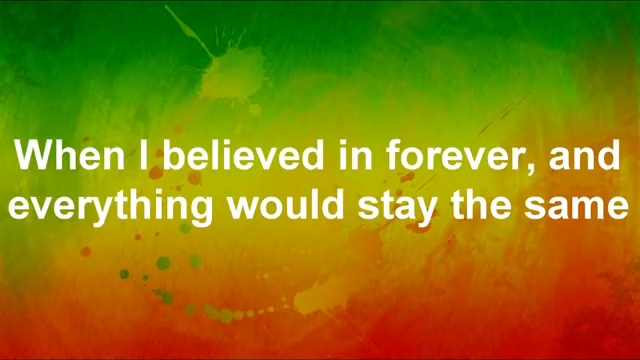 When I believed in forever, and
everything would stay the same